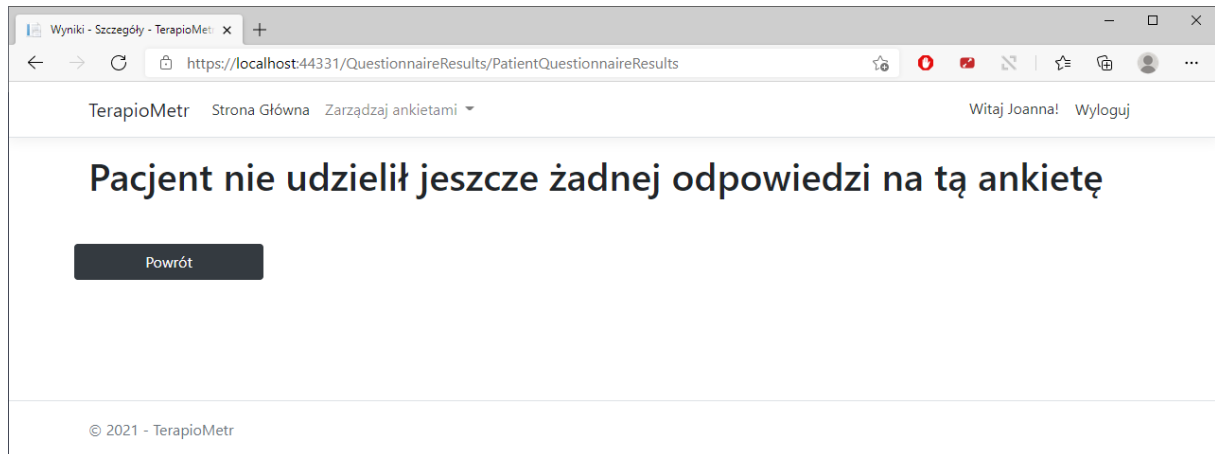 Wyniki - Szczegóły - TerapioMet
https://localhost:44331/QuestionnaireResults/PatientQuestionnaireResults
TerapioMetr Strona Główna Zarządzaj ankietami Witaj Joanna! Wyloguj
Pacjent nie udzielił jeszcze żadnej odpowiedzi na tą ankietę
Powrót
© 2021 - TerapioMetr